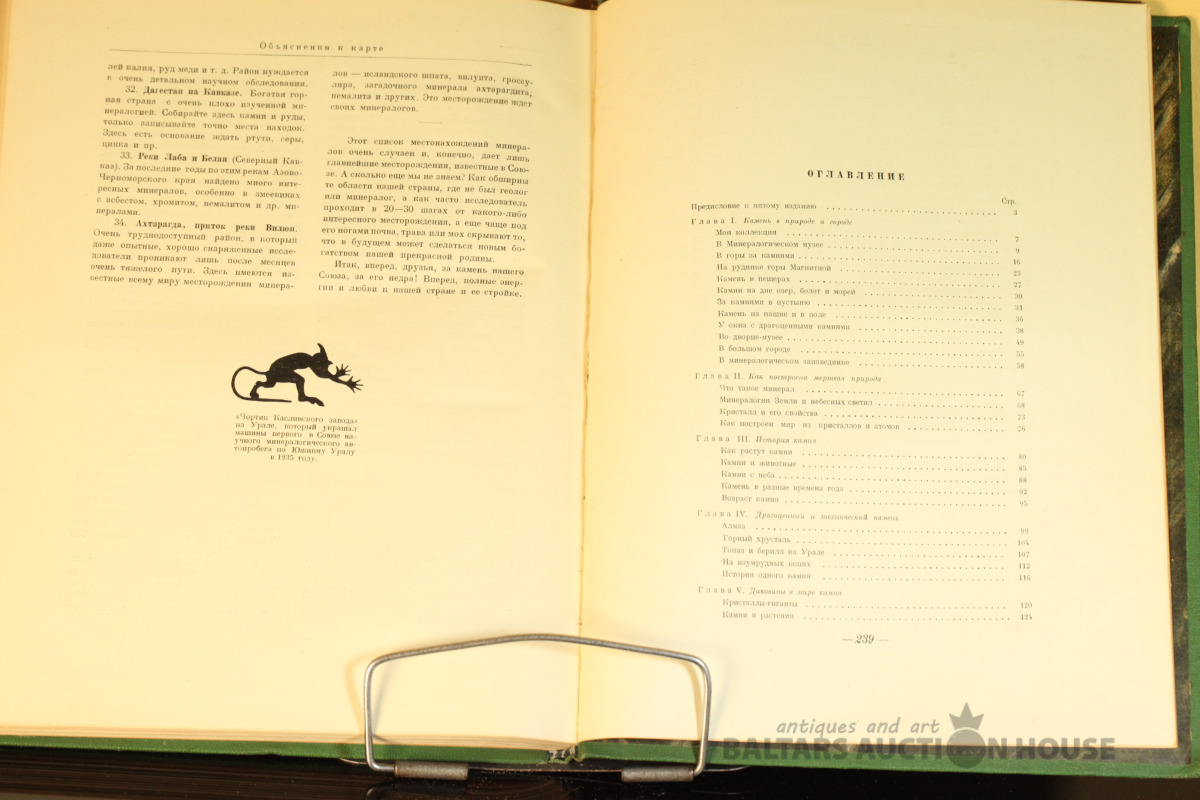 Объяснения к карте
лей калия, руд меди и т. д. Район нуждается
в очень детальном научном обследовании.
32. Дагестан на Кавказе. Богатая гор-
ная страна с очень плохо изученной ми-
нералогией. Собирайте здесь камни и руды,
только записывайте точно места находок.
Здесь есть основание ждать ртути, серы,
цинка и пр.
33. Реки Лаба и Белая (Северный Кав-
каз). За последние годы по этим рекам Азово-
Черноморского края найдено много инте-
ресных минералов, особенно в змеевиках
с асбестом, хромитом, немалитом и др. ми-
нералами.
34. Ахтарагда, приток реки Вилюя.
Очень труднодоступный район, в который
даже опытные, хорошо снаряженные иссле-
дователи проникают лишь после месяцев
очень тяжелого пути. Здесь имеются из-
вестные всему миру месторождения минера-
лов — исландского шпата, вилуита, гроссу-
ляра, загадочного минерала ахтарагдита,
немалита и других. Это месторождение ждет
своих минералогов.
Этот список местонахождений минера-
лов очень случаен и, конечно, дает лишь
главнейшие месторождения, известные в Сою-
зе. А сколько еще мы не знаем? Как обширны
те области нашей страны, где не был геолог
или минералог, а как часто исследователь
проходит в 20—30 шагах от какого-либо
интересного месторождения, а еще чаще под
его ногами почва, трава или мох скрывают то,
что в будущем может сделаться новым бо-
гатством нашей прекрасной родины.
Итак, вперед, друзья, за камень нашего
Союза, за его недра! Вперед, полные энер-
гии и любви к нашей стране и ее стройке.
«Чортик Каслинского завода»
на Урале, который украшал
машины первого в Союзе на-
учного минералогического ав-
топробега по Южному Уралу
в 1935 году.
ОГЛАВЛЕНИЕ
Стр.
Предисловие к пятому изданию 3
Глава I. Камень в природе и городе
Моя коллекция 7
В Минералогическом музее 9
В горы за камнями 16
На руднике горы Магнитной 23
Камень в пещерах 27
Камни на дне озер, болот и морей 30
За камнями в пустыню 31
Камень на пашне и в поле 36
У окна с драгоценными камнями 38
Во дворце-музее 49
В большом городе 55
В минералогическом заповеднике 58
Глава II. Как построена мертвая природа
Что такое минерал 67
Минералогия Земли и небесных светил 68
Кристалл и его свойства 73
Как построен мир из кристаллов и атомов 76
Глава III. История камня
Как растут камни 80
Камни и животные 85
Камни с неба 88
Камень в разные времена года 92
Возраст камня 95
Глава IV. Драгоценный и технический камень
Алмаз 99
Горный хрусталь 104
Топаз и берилл на Урале 107
На изумрудных копях 112
История одного камня 116
Глава V. Диковины в мире камня
Кристаллы-гиганты 120
Камни и растения 124
— 239 —
antiques and art
BALTARS AUCTION HOUSE